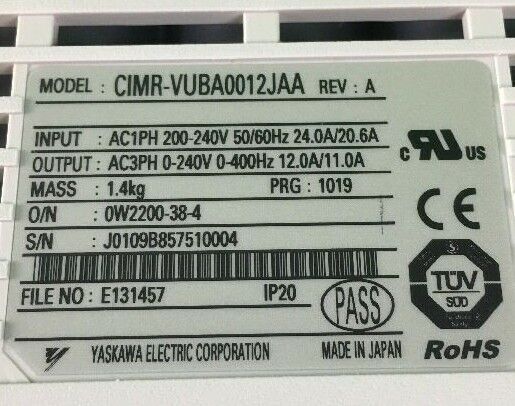 MODEL : CIMR-VUBA0012JAA REV : A
INPUT : AC1PH 200-240V 50/60Hz 24.0A/20.6A
OUTPUT : AC3PH 0-240V 0-400Hz 12.0A/11.0A
MASS : 1.4kg PRG : 1019
O/N : 0W2200-38-4
S/N : J0109B857510004
FILE NO : E131457 IP20 PASS
YASKAWA ELECTRIC CORPORATION MADE IN JAPAN
c RU US
CE
TÜV
SÜD
RoHS